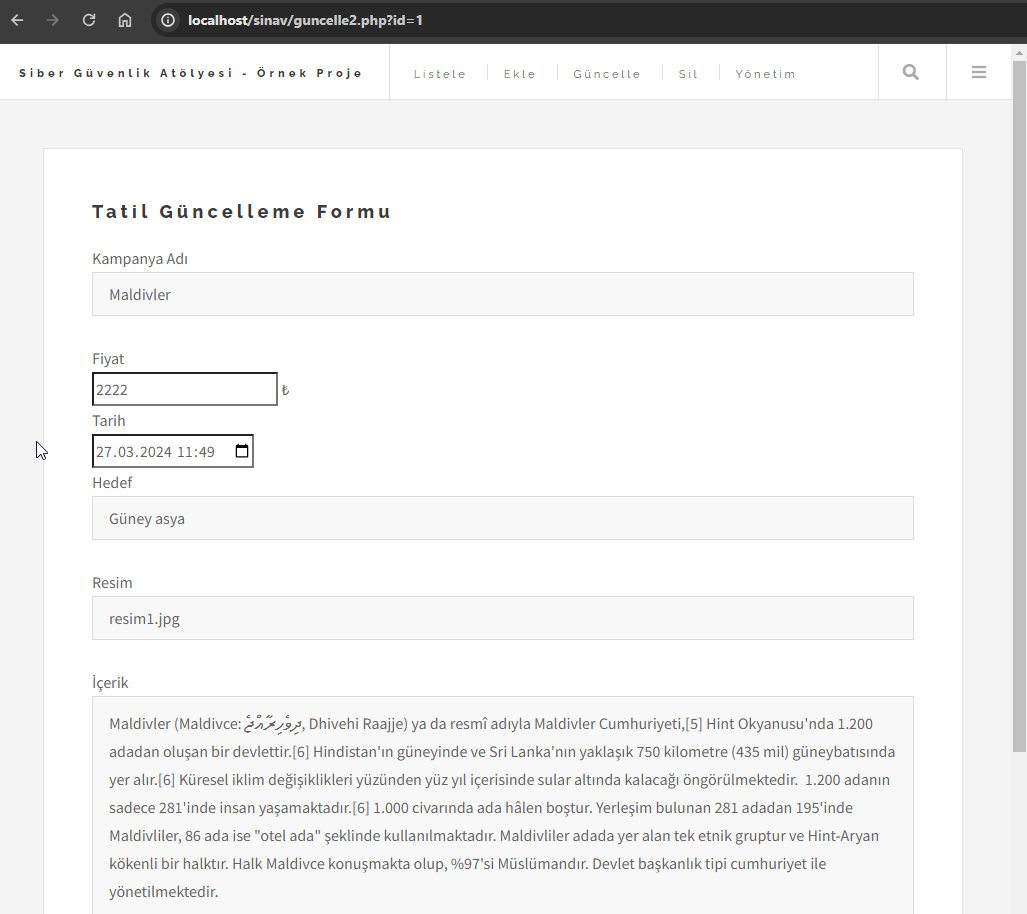 localhost/sinav/guncelle2.php?id=1
Siber Güvenlik Atölyesi - Örnek Proje
Listele
Ekle
Güncelle
Sil
Yönetim
Tatil Güncelleme Formu
Kampanya Adı
Maldivler
Fiyat
2222 ₺
Tarih
27.03.2024 11:49
Hedef
Güney asya
Resim
resim1.jpg
İçerik
Maldivler (Maldivce: ދިވެހިރާއްޖެ, Dhivehi Raajje) ya da resmî adıyla Maldivler Cumhuriyeti,[5] Hint Okyanusu'nda 1.200
adadan oluşan bir devlettir.[6] Hindistan'ın güneyinde ve Sri Lanka'nın yaklaşık 750 kilometre (435 mil) güneybatısında
yer alır.[6] Küresel iklim değişiklikleri yüzünden yüz yıl içerisinde sular altında kalacağı öngörülmektedir.  1.200 adanın
sadece 281'inde insan yaşamaktadır.[6] 1.000 civarında ada hâlen boştur. Yerleşim bulunan 281 adadan 195'inde
Maldivliler, 86 ada ise "otel ada" şeklinde kullanılmaktadır. Maldivliler adada yer alan tek etnik gruptur ve Hint-Aryan
kökenli bir halktır. Halk Maldivce konuşmakta olup, %97'si Müslümandır. Devlet başkanlık tipi cumhuriyet ile
yönetilmektedir.